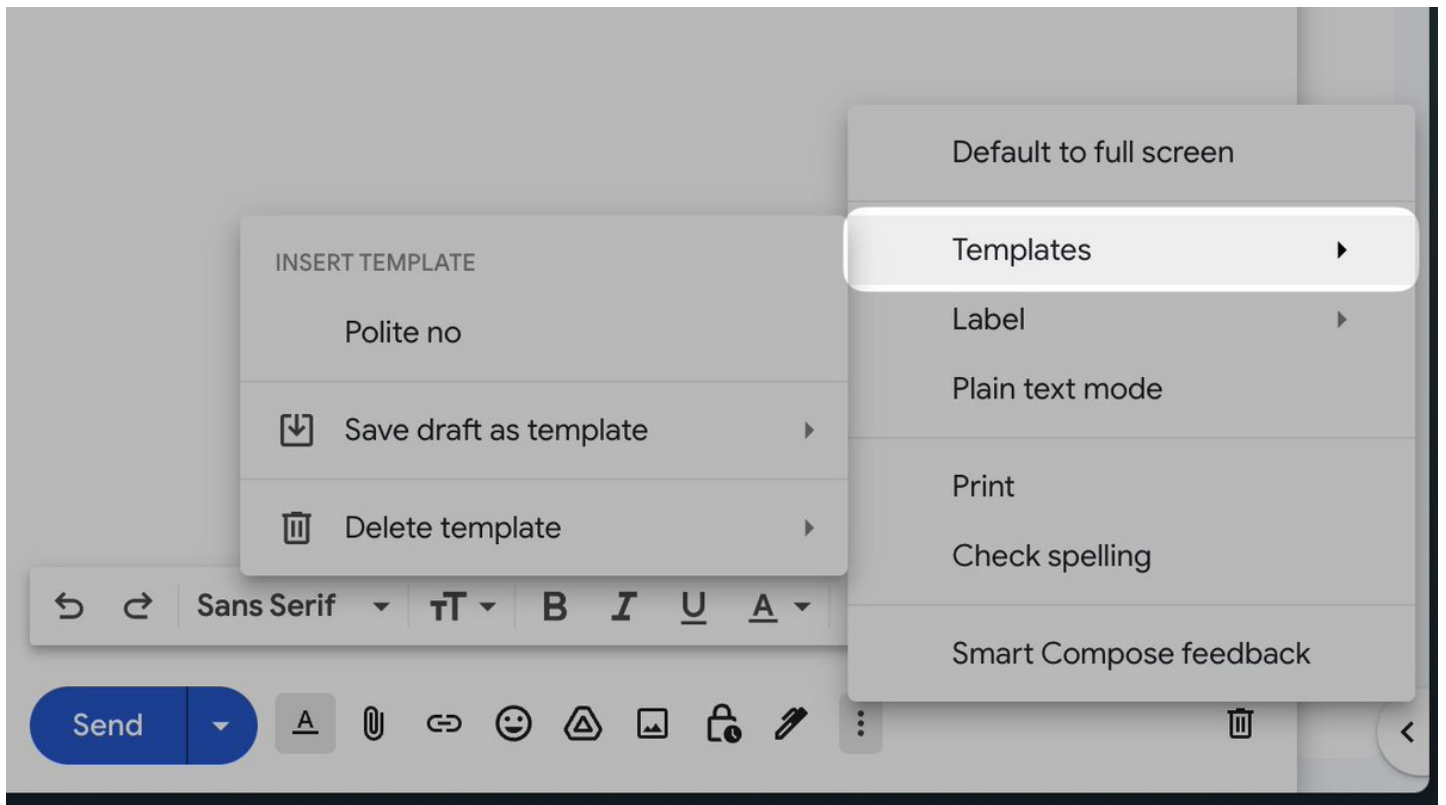 Default to full screen
Templates
Label
Plain text mode
Print
Check spelling
Smart Compose feedback
INSERT TEMPLATE
Polite no
Save draft as template
Delete template
Sans Serif
B I U A
Send